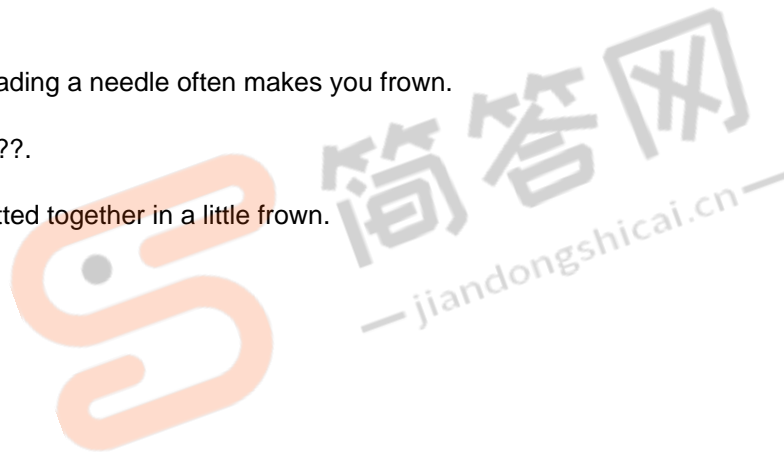 ading a needle often makes you frown.
??.
tted together in a little frown.
简答网
jiandongshicai.cn